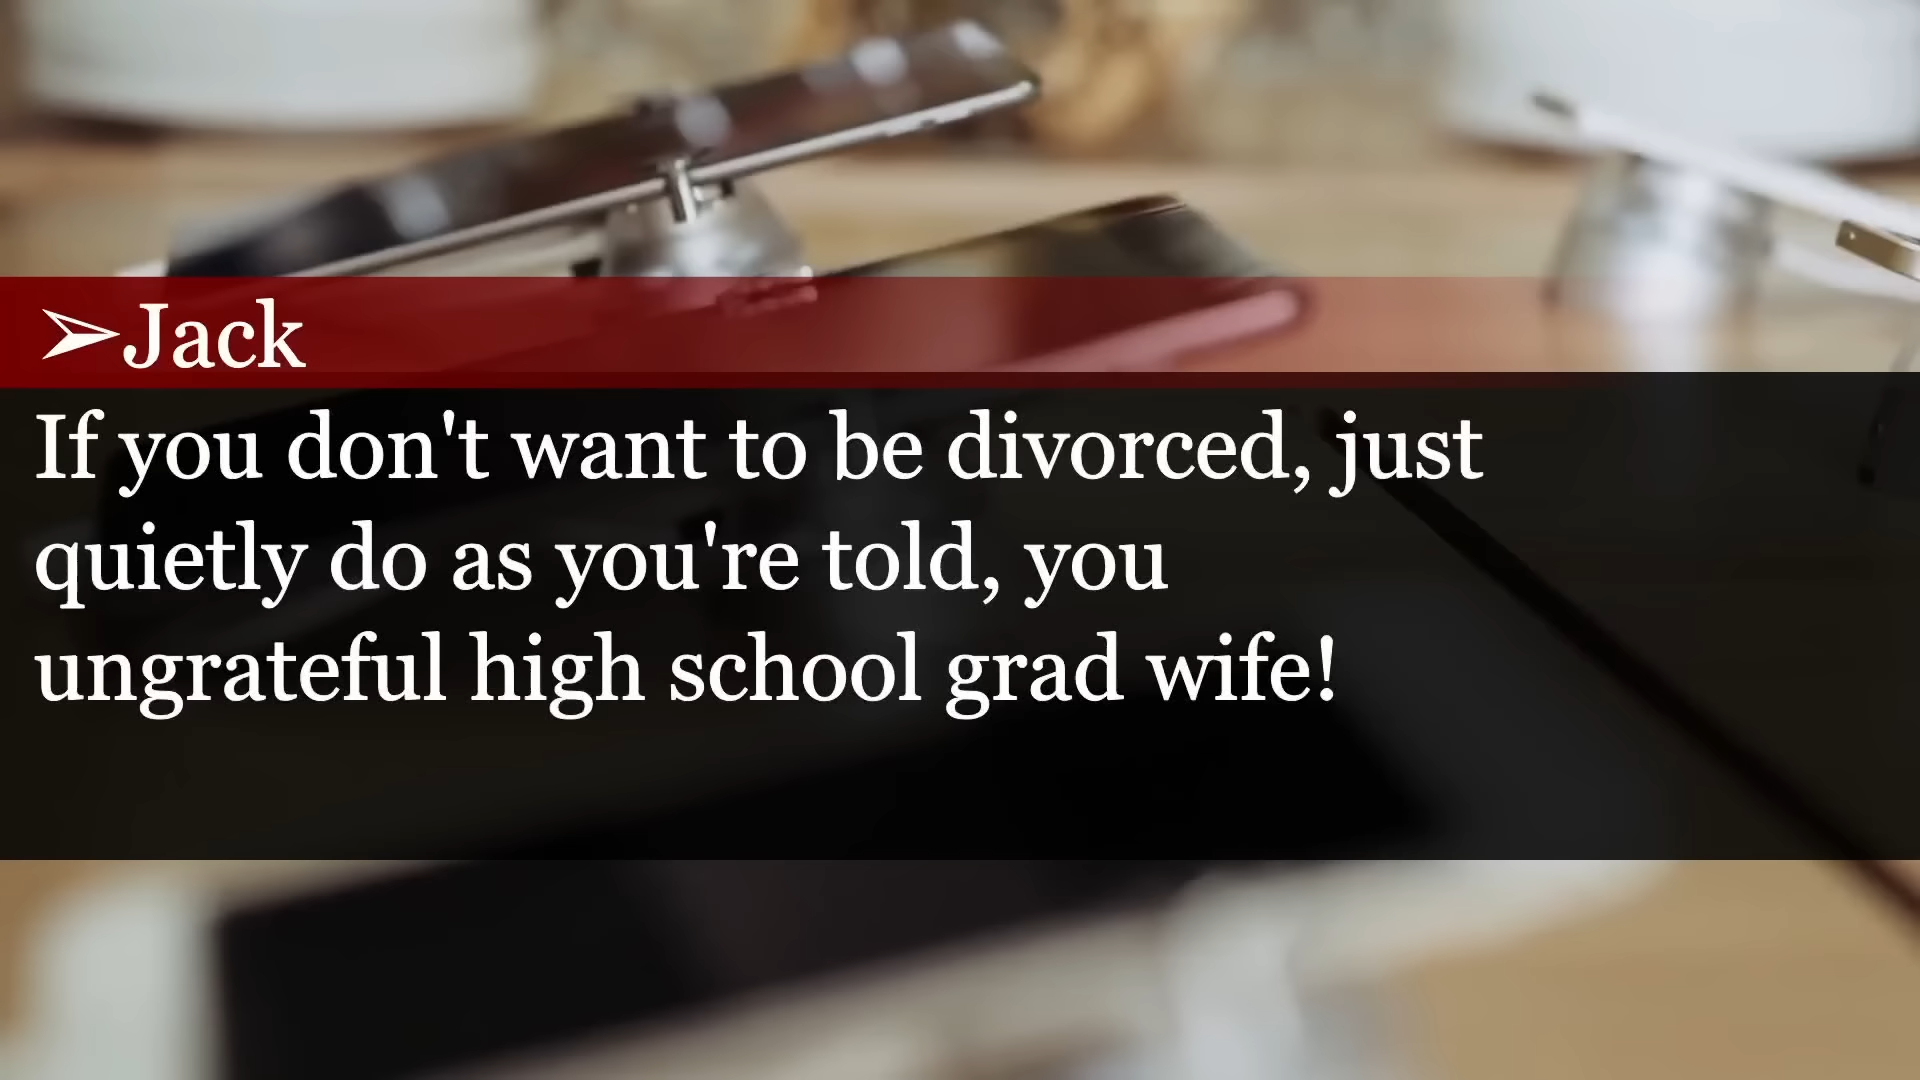 ➢Jack
If you don't want to be divorced, just
quietly do as you're told, you
ungrateful high school grad wife!